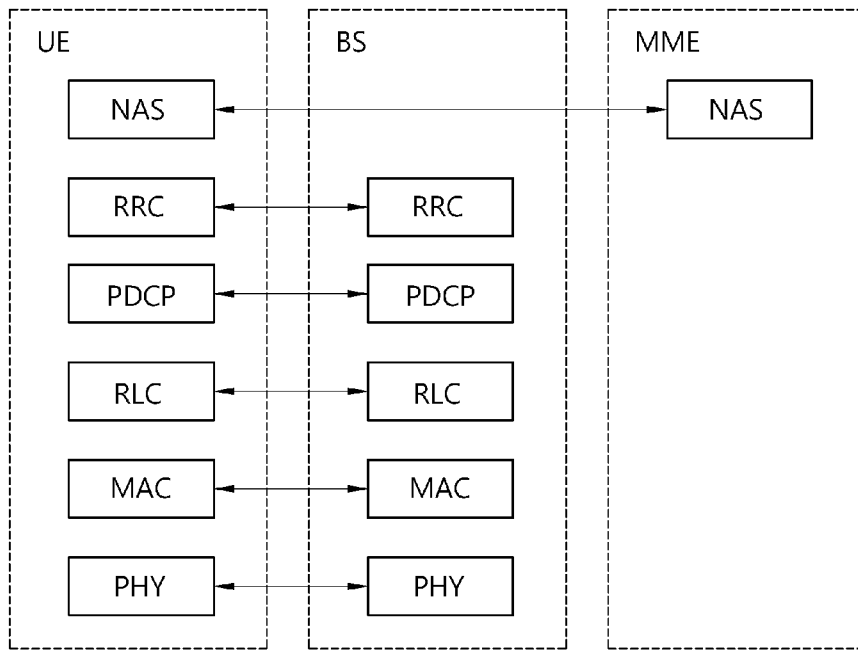 UE BS MME
NAS NAS
RRC RRC
PDCP PDCP
RLC RLC
MAC MAC
PHY PHY